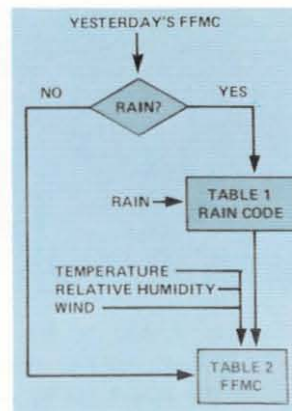 YESTERDAY'S FFMC
NO
YES
RAIN?
RAIN
TABLE 1
RAIN CODE
TEMPERATURE
RELATIVE HUMIDITY
WIND
TABLE 2
FFMC